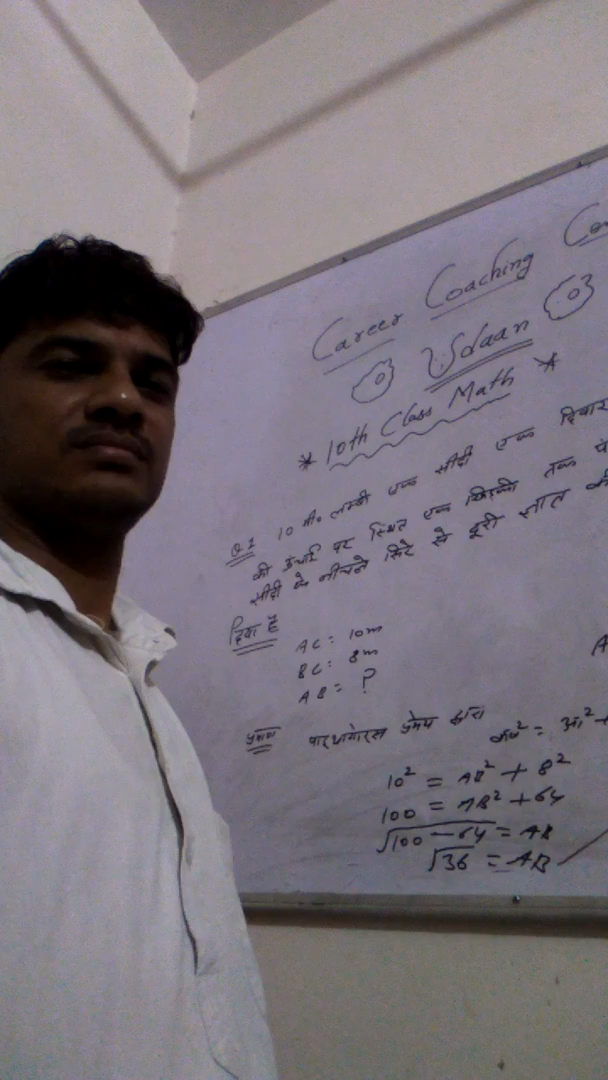 Career Coaching
Udaan
* 10th Class Math *
Q.1 10 मी० लम्बी एक सीढ़ी एक दिवार
की ऊंचाई पर स्थित एक खिड़की तक
सीढ़ी के नीचले सिरे से दूरी ज्ञात
दिया है
AC = 10m
BC = 8m
AB = ?
प्रमाण पाइथागोरस प्रमेय द्वारा
10² = AB² + 8²
100 = AB² + 64
√100 - 64 = AB
√36 = AB